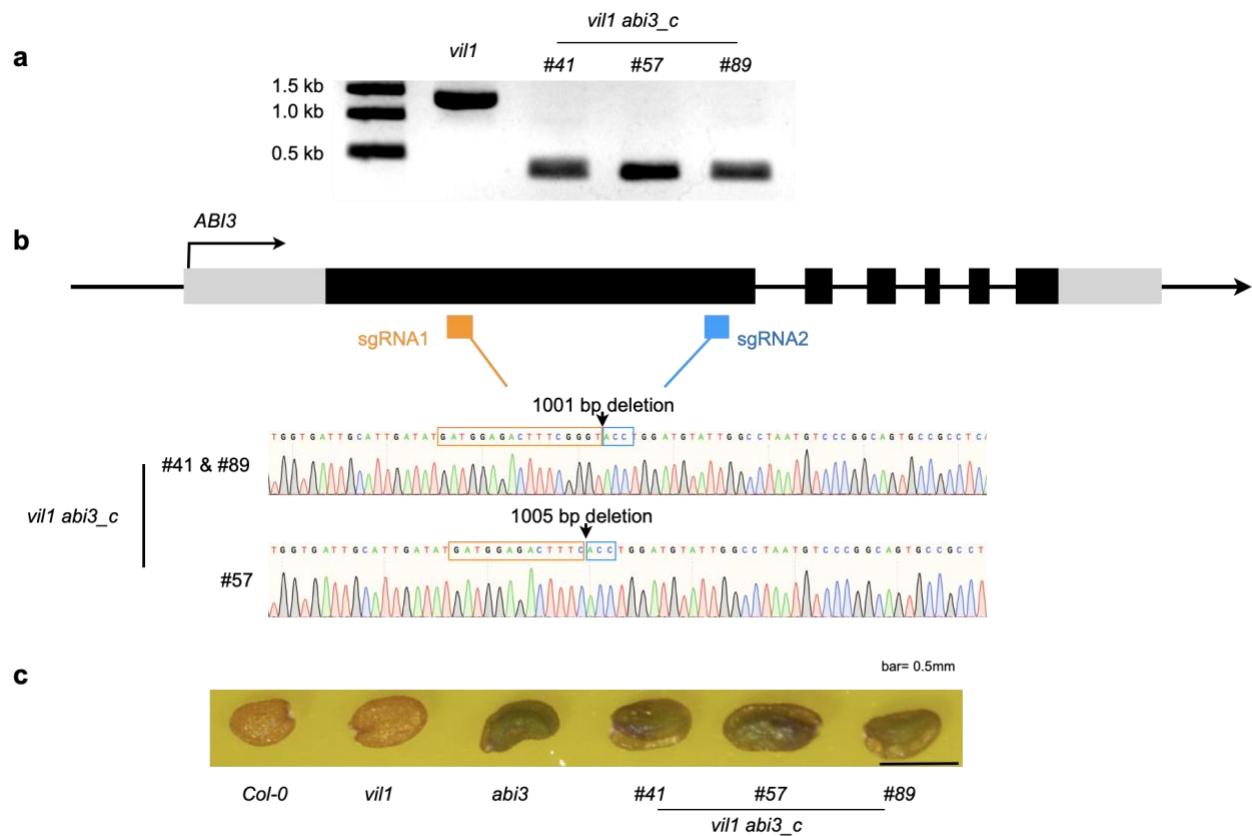 vil1 abi3_c
a
vil1
#41 #57 #89
1.5 kb
1.0 kb
0.5 kb
ABI3
b
sgRNA1
sgRNA2
1001 bp deletion
TGGTGATTGCATTGATATGATGGAGACTTTCGGGTACCTGGATGTATTGGCCTAATGTCCCGGCAGTGCCGCCTC
#41 & #89
vil1 abi3_c
1005 bp deletion
TGGTGATTGCATTGATATGATGGAGACTTTCACCTGGATGTATTGGCCTAATGTCCCGGCAGTGCCGCCT
#57
c
bar= 0.5mm
Col-0 vil1 abi3 #41 #57 #89
vil1 abi3_c